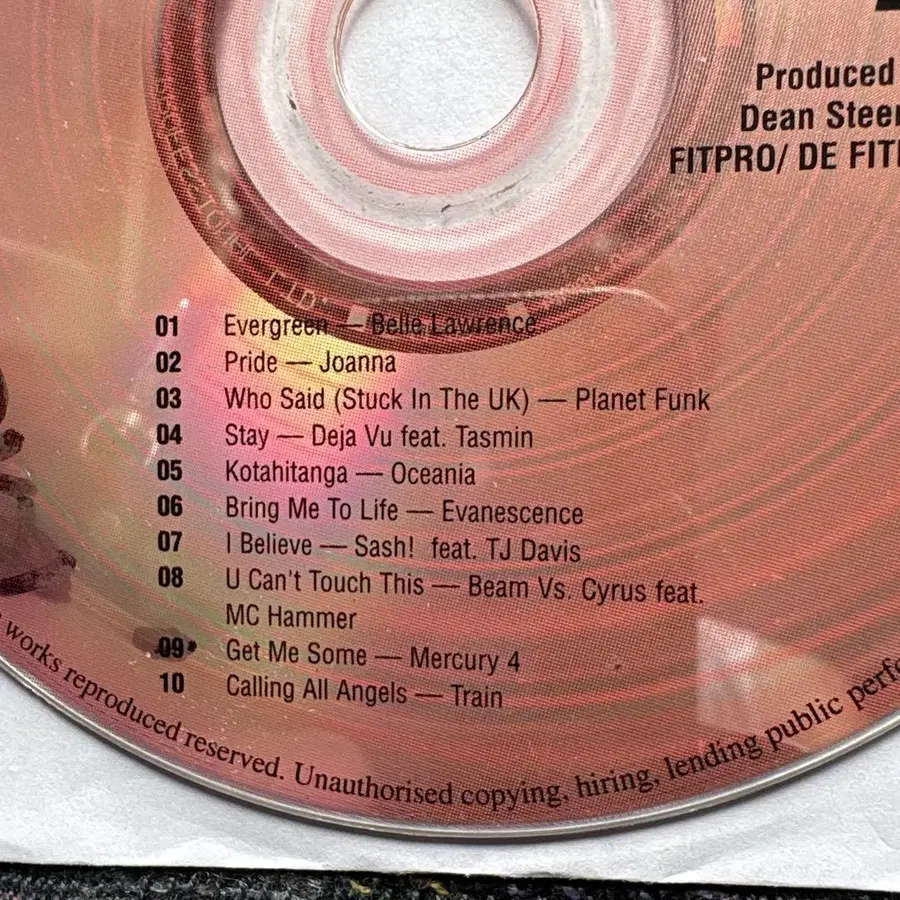 Produced
Dean Steer
FITPRO/ DE FIT
01 Evergreen — Belle Lawrence
02 Pride — Joanna
03 Who Said (Stuck In The UK) — Planet Funk
04 Stay — Deja Vu feat. Tasmin
05 Kotahitanga — Oceania
06 Bring Me To Life — Evanescence
07 I Believe — Sash! feat. TJ Davis
08 U Can't Touch This — Beam Vs. Cyrus feat.
MC Hammer
09 Get Me Some — Mercury 4
10 Calling All Angels — Train
works reproduced reserved. Unauthorised copying, hiring, lending public perfo